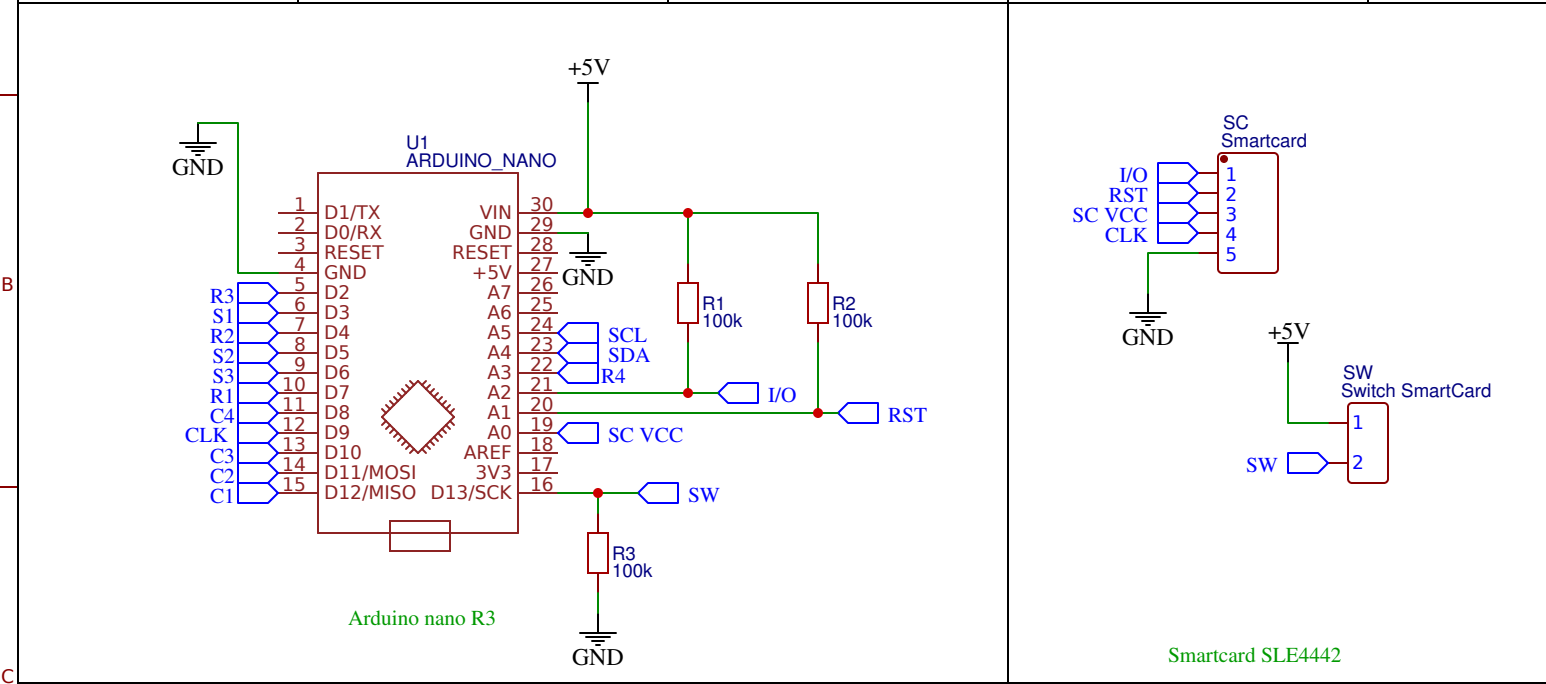 +5V
GND
U1
ARDUINO_NANO
1 D1/TX VIN 30
2 D0/RX GND 29
3 RESET RESET 28
4 GND +5V 27
GND
R3 5 D2 A7 26
S1 6 D3 A6 25
R2 7 D4 A5 24 SCL
S2 8 D5 A4 23 SDA
S3 9 D6 A3 22 R4
R1 10 D7 A2 21 I/O
C4 11 D8 A1 20 RST
CLK 12 D9 A0 19 SC VCC
C3 13 D10 AREF 18
C2 14 D11/MOSI 3V3 17
C1 15 D12/MISO D13/SCK 16 SW
R1
100k
R2
100k
R3
100k
GND
Arduino nano R3
SC
Smartcard
I/O 1
RST 2
SC VCC 3
CLK 4
5
GND
+5V
SW
Switch SmartCard
1
SW 2
Smartcard SLE4442
B
C